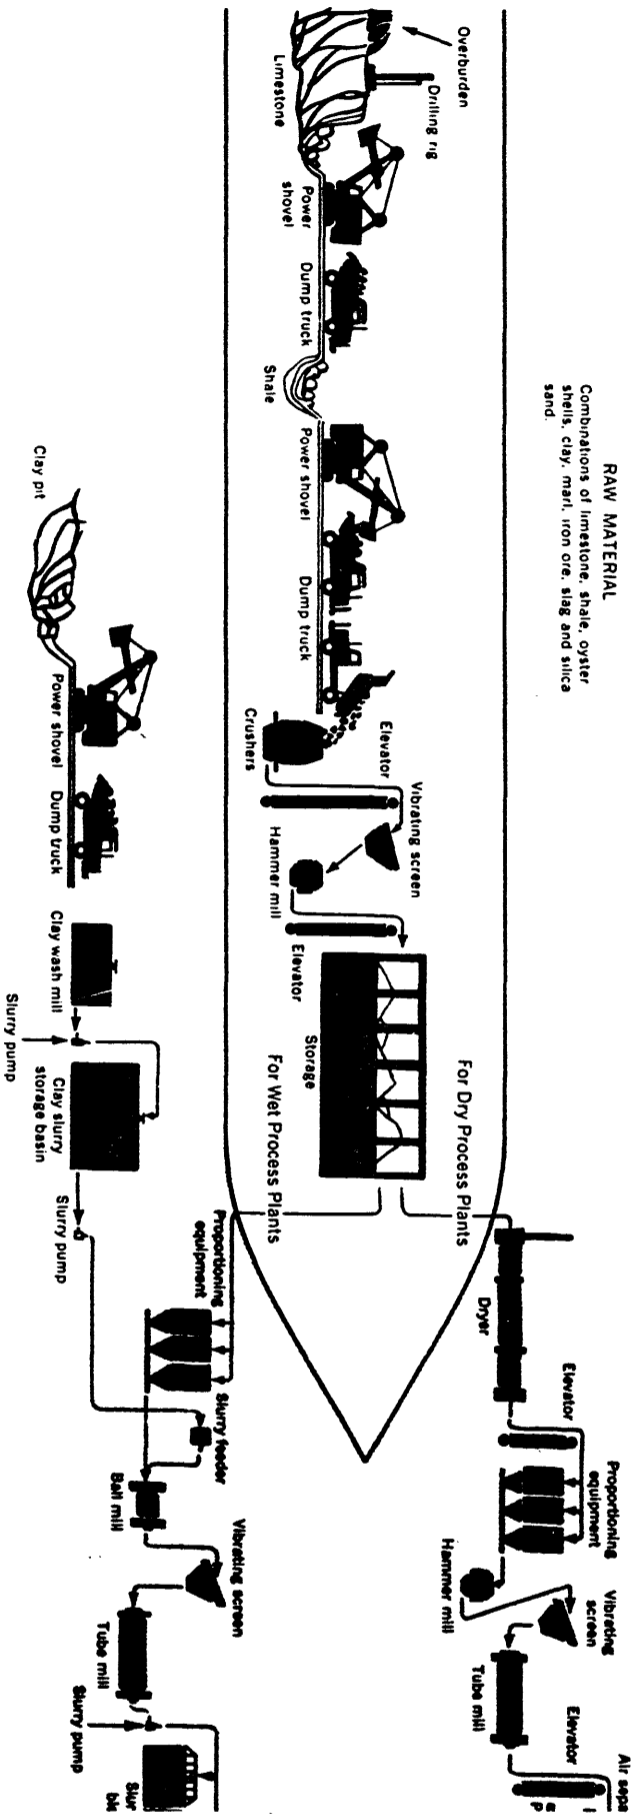 RAW MATERIAL
Combinations of limestone, shale, oyster
shells, clay, marl, iron ore, slag and silica
sand.
Overburden
Drilling rig
Limestone
Power
shovel
Dump truck
Shale
Power shovel
Dump truck
Crushers
Elevator
Vibrating screen
Hammer mill
Elevator
Storage
For Dry Process Plants
For Wet Process Plants
Dryer
Elevator
Proportioning
equipment
Hammer mill
Vibrating
screen
Tube mill
Elevator
Air
Clay pit
Power shovel
Dump truck
Clay wash mill
Slurry pump
Clay slurry
storage basin
Slurry pump
Proportioning
equipment
Slurry feeder
Ball mill
Vibrating screen
Tube mill
Slurry pump